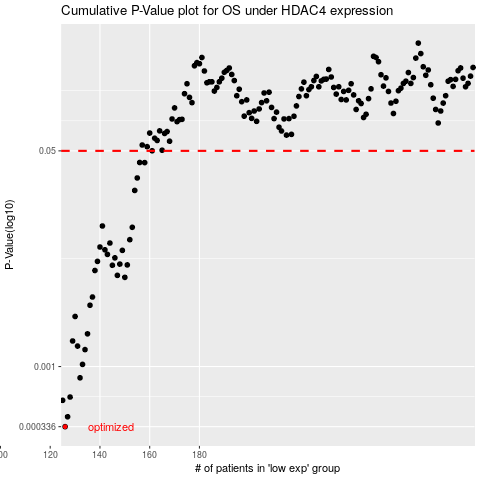 Cumulative P-Value plot for OS under HDAC4 expression
P-Value(log10)
0.05
0.001
0.000336
optimized
00
120
140
160
180
# of patients in 'low exp' group